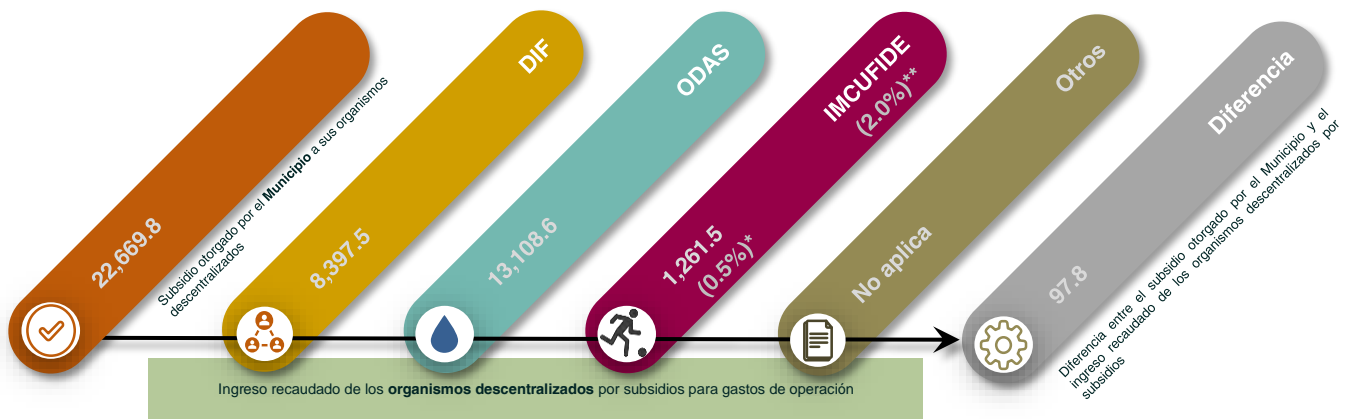 22,669.8
Subsidio otorgado por el Municipio a sus organismos
descentralizados
DIF
8,397.5
ODAS
13,108.6
IMCUFIDE
(2.0%)**
1,261.5
(0.5%)*
Otros
No aplica
Diferencia
97.8
Diferencia entre el subsidio otorgado por el Municipio y el
ingreso recaudado de los organismos descentralizados por
subsidios
Ingreso recaudado de los organismos descentralizados por subsidios para gastos de operación